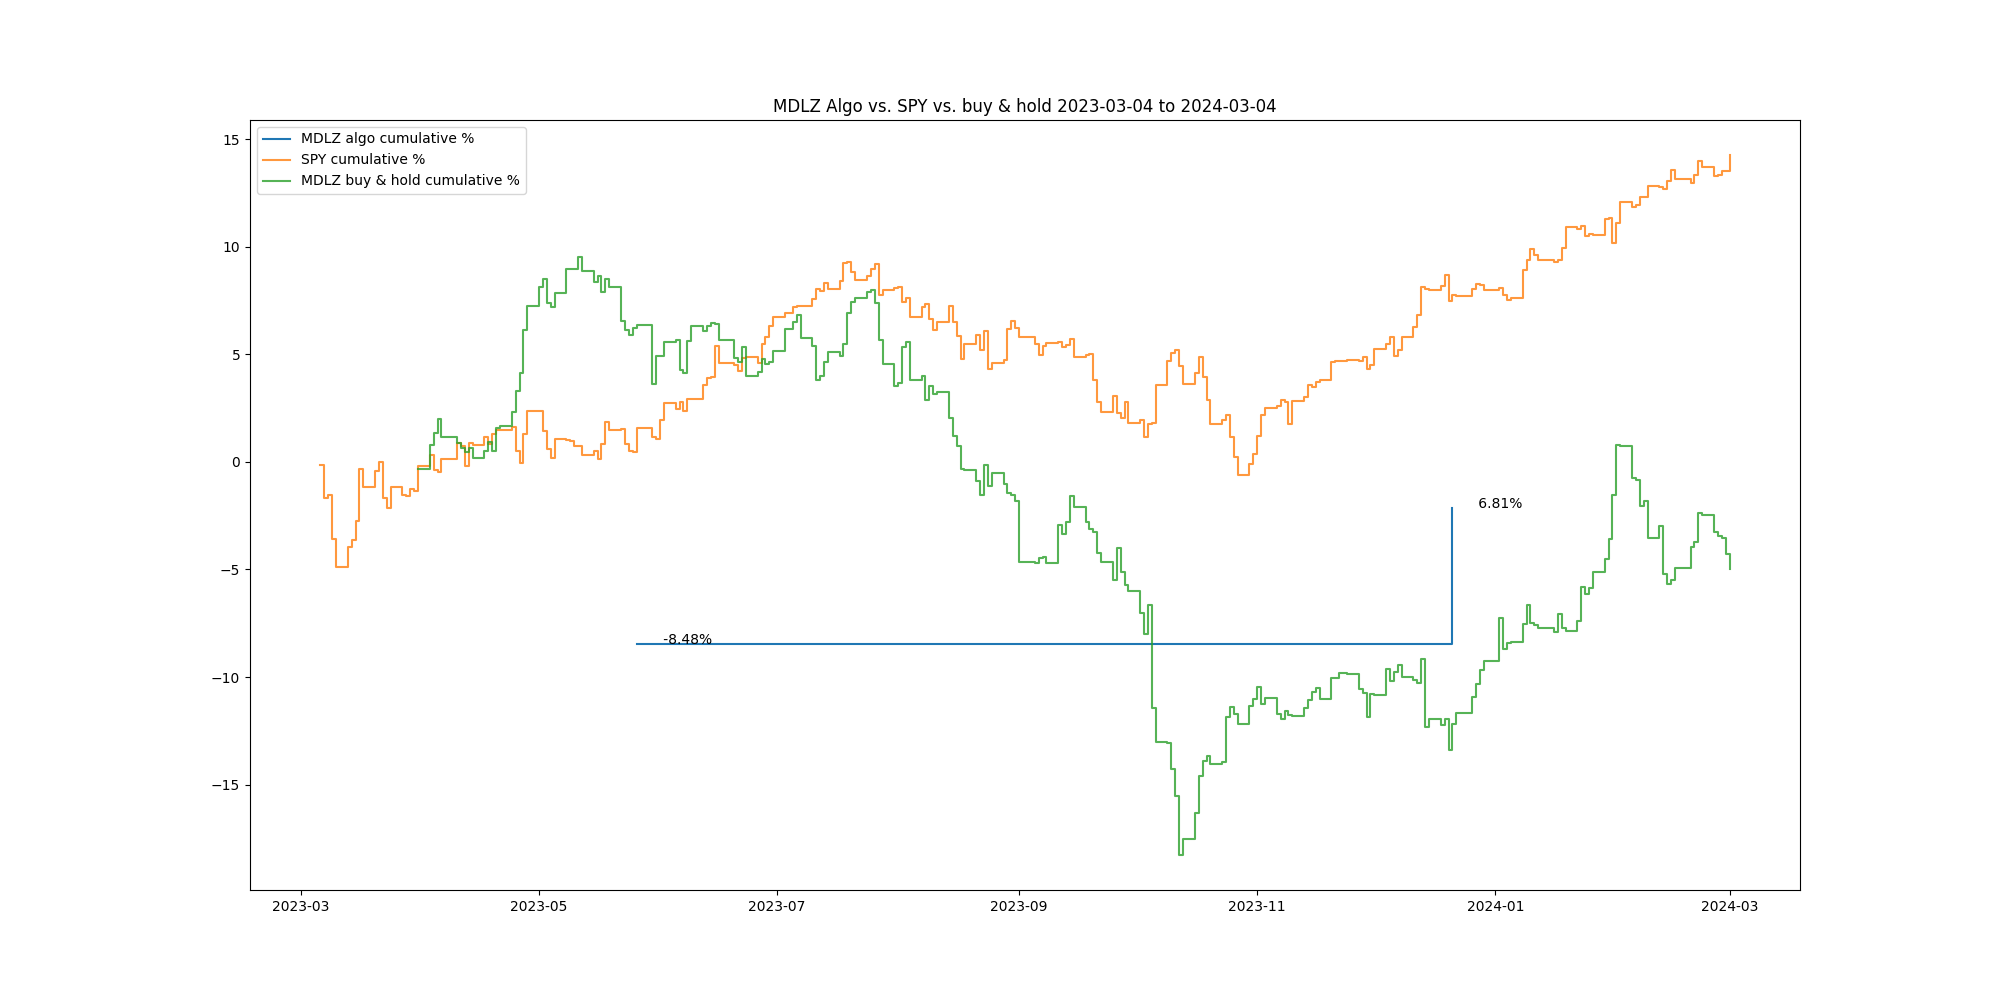 MDLZ Algo vs. SPY vs. buy & hold 2023-03-04 to 2024-03-04
MDLZ algo cumulative %
SPY cumulative %
MDLZ buy & hold cumulative %
15
10
5
0
−5
−10
−15
6.81%
-8.48%
2023-03 2023-05 2023-07 2023-09 2023-11 2024-01 2024-03